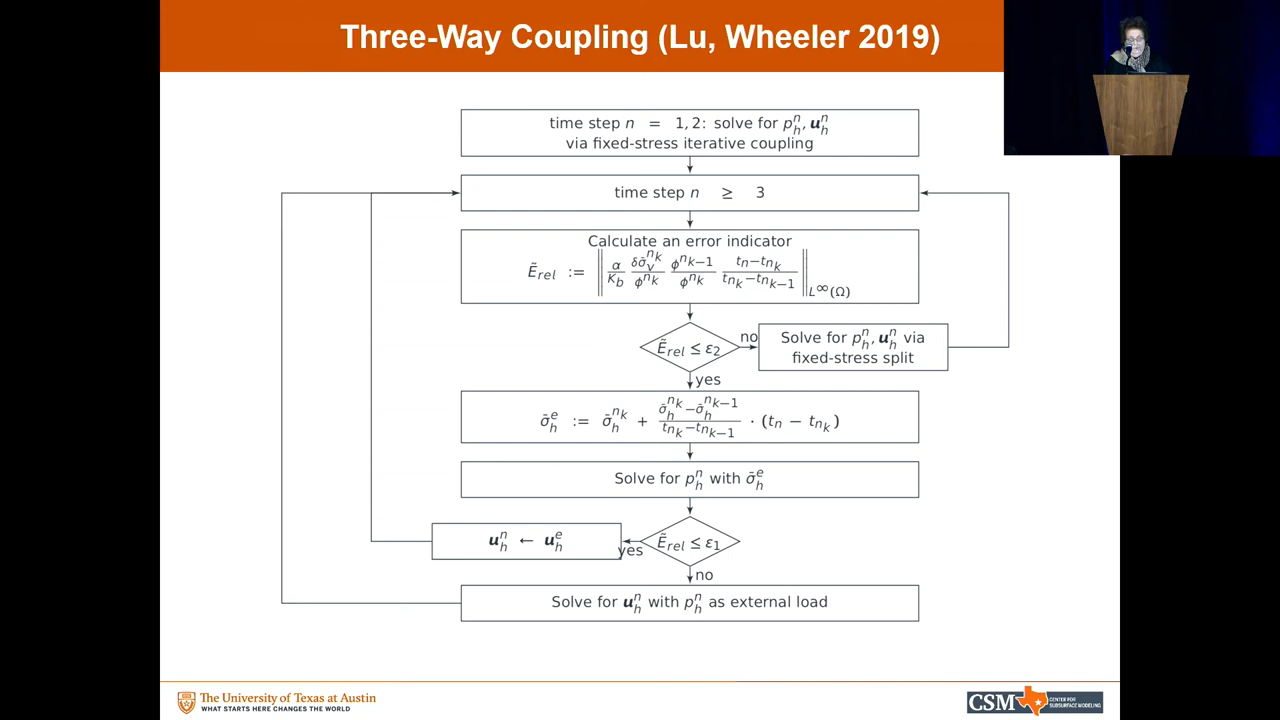 Three-Way Coupling (Lu, Wheeler 2019)
time step n = 1, 2: solve for p_h^n, u_h^n
via fixed-stress iterative coupling
time step n ≥ 3
Calculate an error indicator
Ẽ_rel := ‖ α/K_b δσ̄_v^{n_k}/ϕ^{n_k} ϕ^{n_k−1}/ϕ^{n_k} (t_n−t_{n_k})/(t_{n_k}−t_{n_k−1}) ‖_{L^∞(Ω)}
Ẽ_rel ≤ ε_2
no
Solve for p_h^n, u_h^n via
fixed-stress split
yes
σ̄_h^e := σ̄_h^{n_k} + (σ̄_h^{n_k}−σ̄_h^{n_k−1})/(t_{n_k}−t_{n_k−1}) · (t_n − t_{n_k})
Solve for p_h^n with σ̄_h^e
u_h^n ← u_h^e
yes
Ẽ_rel ≤ ε_1
no
Solve for u_h^n with p_h^n as external load
The University of Texas at Austin
WHAT STARTS HERE CHANGES THE WORLD
CSM
CENTER FOR
SUBSURFACE MODELING